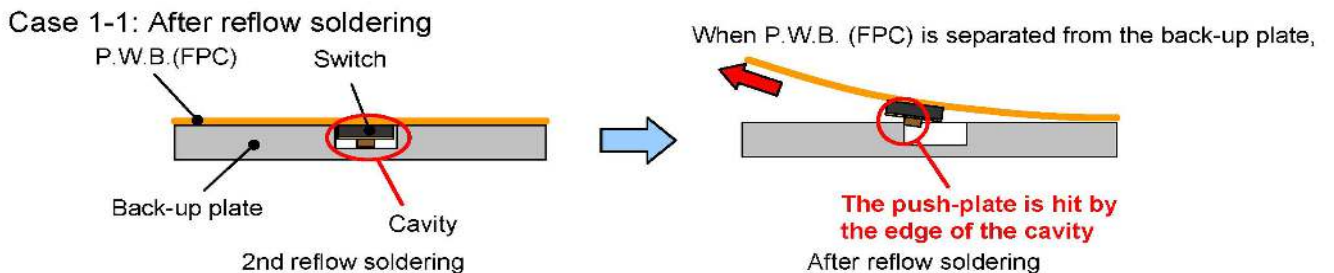 Case 1-1: After reflow soldering
P.W.B.(FPC)
Switch
Back-up plate
Cavity
2nd reflow soldering
When P.W.B. (FPC) is separated from the back-up plate,
The push-plate is hit by
the edge of the cavity
After reflow soldering